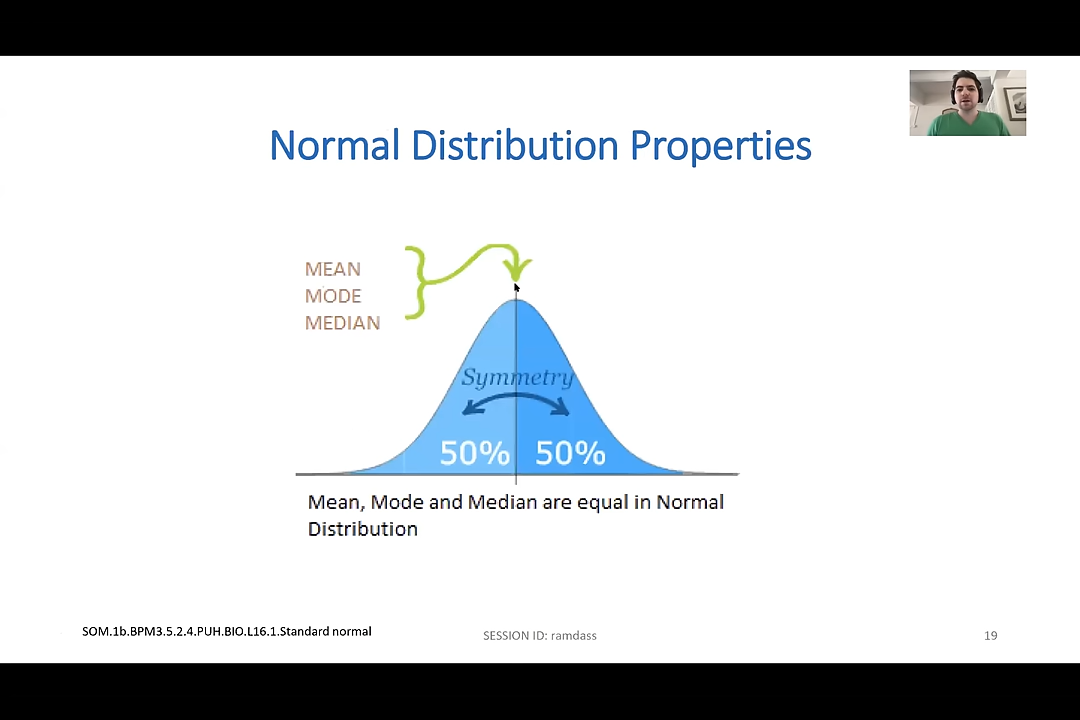 Normal Distribution Properties
MEAN
MODE
MEDIAN
Symmetry
50% 50%
Mean, Mode and Median are equal in Normal
Distribution
SOM.1b.BPM3.5.2.4.PUH.BIO.L16.1.Standard normal
SESSION ID: ramdass
19